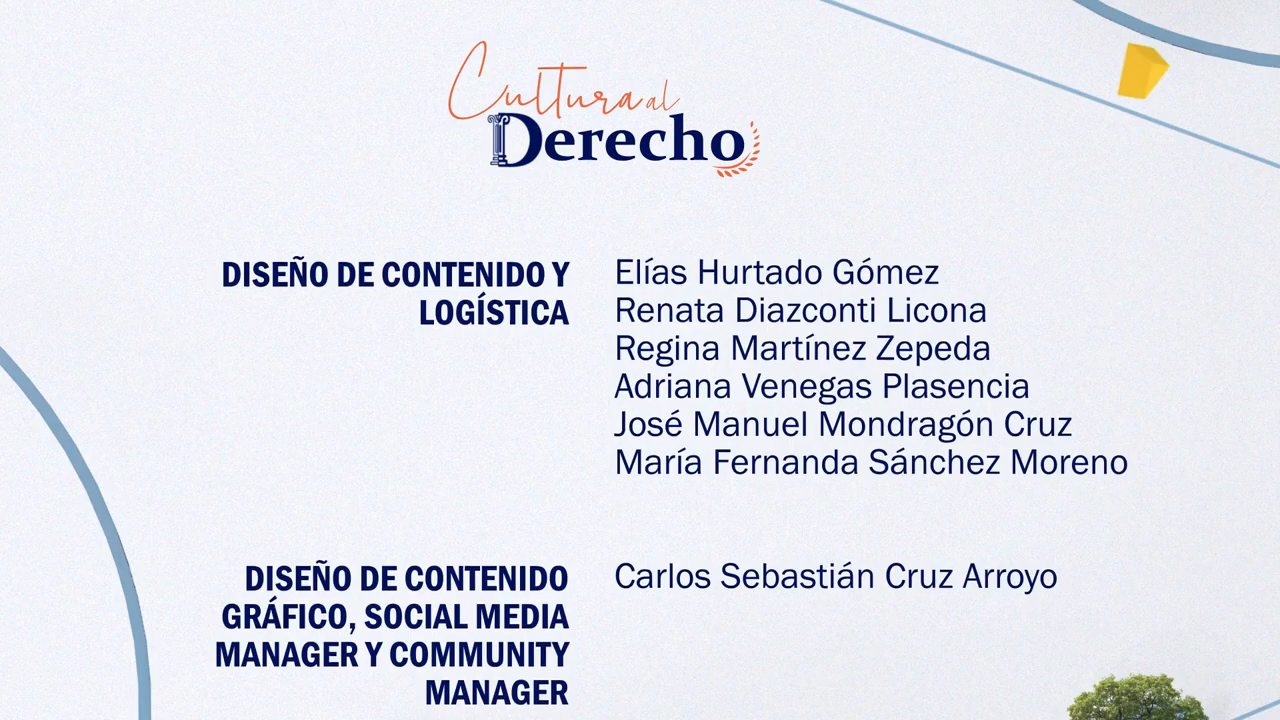 Cultura al
Derecho
DISEÑO DE CONTENIDO Y
LOGÍSTICA
Elías Hurtado Gómez
Renata Diazconti Licona
Regina Martínez Zepeda
Adriana Venegas Plasencia
José Manuel Mondragón Cruz
María Fernanda Sánchez Moreno
DISEÑO DE CONTENIDO
GRÁFICO, SOCIAL MEDIA
MANAGER Y COMMUNITY
MANAGER
Carlos Sebastián Cruz Arroyo